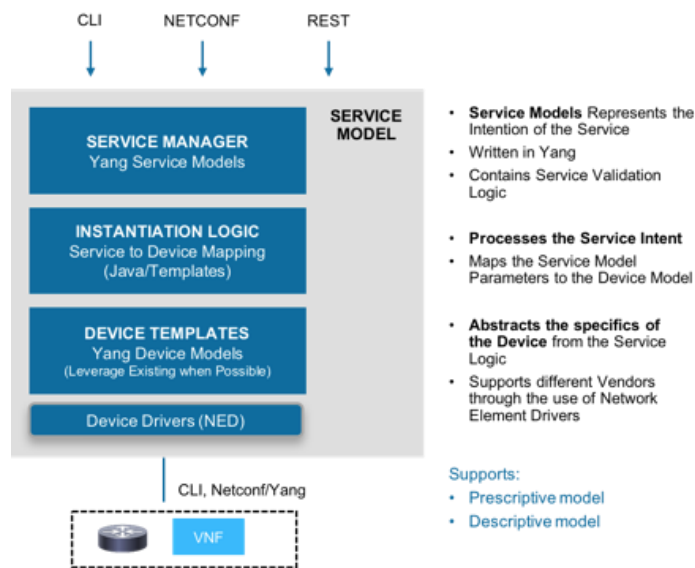 CLI
NETCONF
REST
SERVICE
MODEL
SERVICE MANAGER
Yang Service Models
INSTANTIATION LOGIC
Service to Device Mapping
(Java/Templates)
DEVICE TEMPLATES
Yang Device Models
(Leverage Existing when Possible)
Device Drivers (NED)
CLI, Netconf/Yang
VNF
• Service Models Represents the
Intention of the Service
• Written in Yang
• Contains Service Validation
Logic
• Processes the Service Intent
• Maps the Service Model
Parameters to the Device Model
• Abstracts the specifics of
the Device from the Service
Logic
• Supports different Vendors
through the use of Network
Element Drivers
Supports:
• Prescriptive model
• Descriptive model